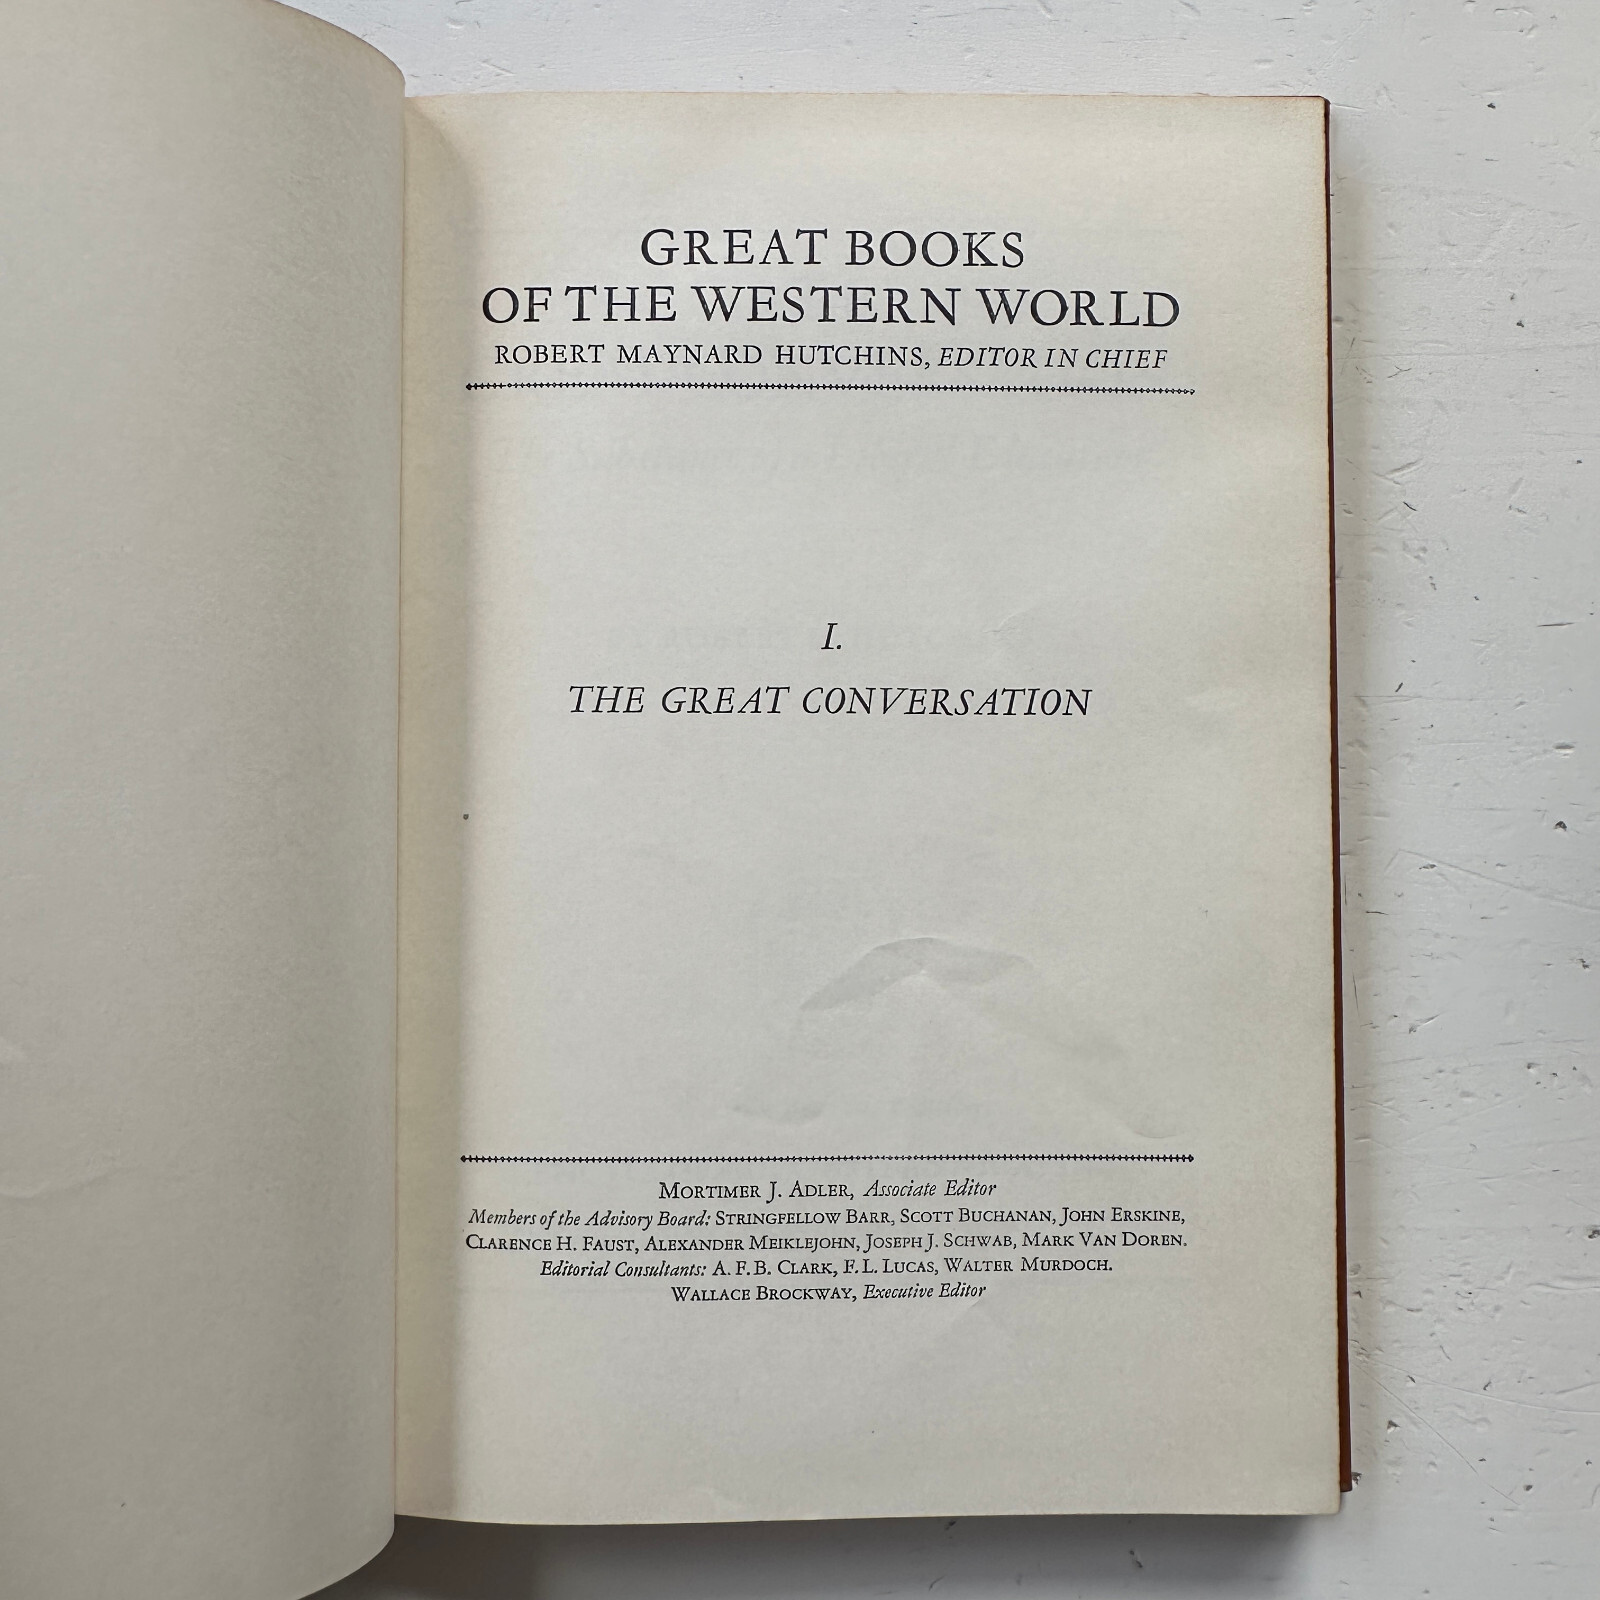 GREAT BOOKS
OF THE WESTERN WORLD
ROBERT MAYNARD HUTCHINS, EDITOR IN CHIEF
I.
THE GREAT CONVERSATION
MORTIMER J. ADLER, Associate Editor
Members of the Advisory Board: STRINGFELLOW BARR, SCOTT BUCHANAN, JOHN ERSKINE,
CLARENCE H. FAUST, ALEXANDER MEIKLEJOHN, JOSEPH J. SCHWAB, MARK VAN DOREN.
Editorial Consultants: A. F. B. CLARK, F. L. LUCAS, WALTER MURDOCH.
WALLACE BROCKWAY, Executive Editor